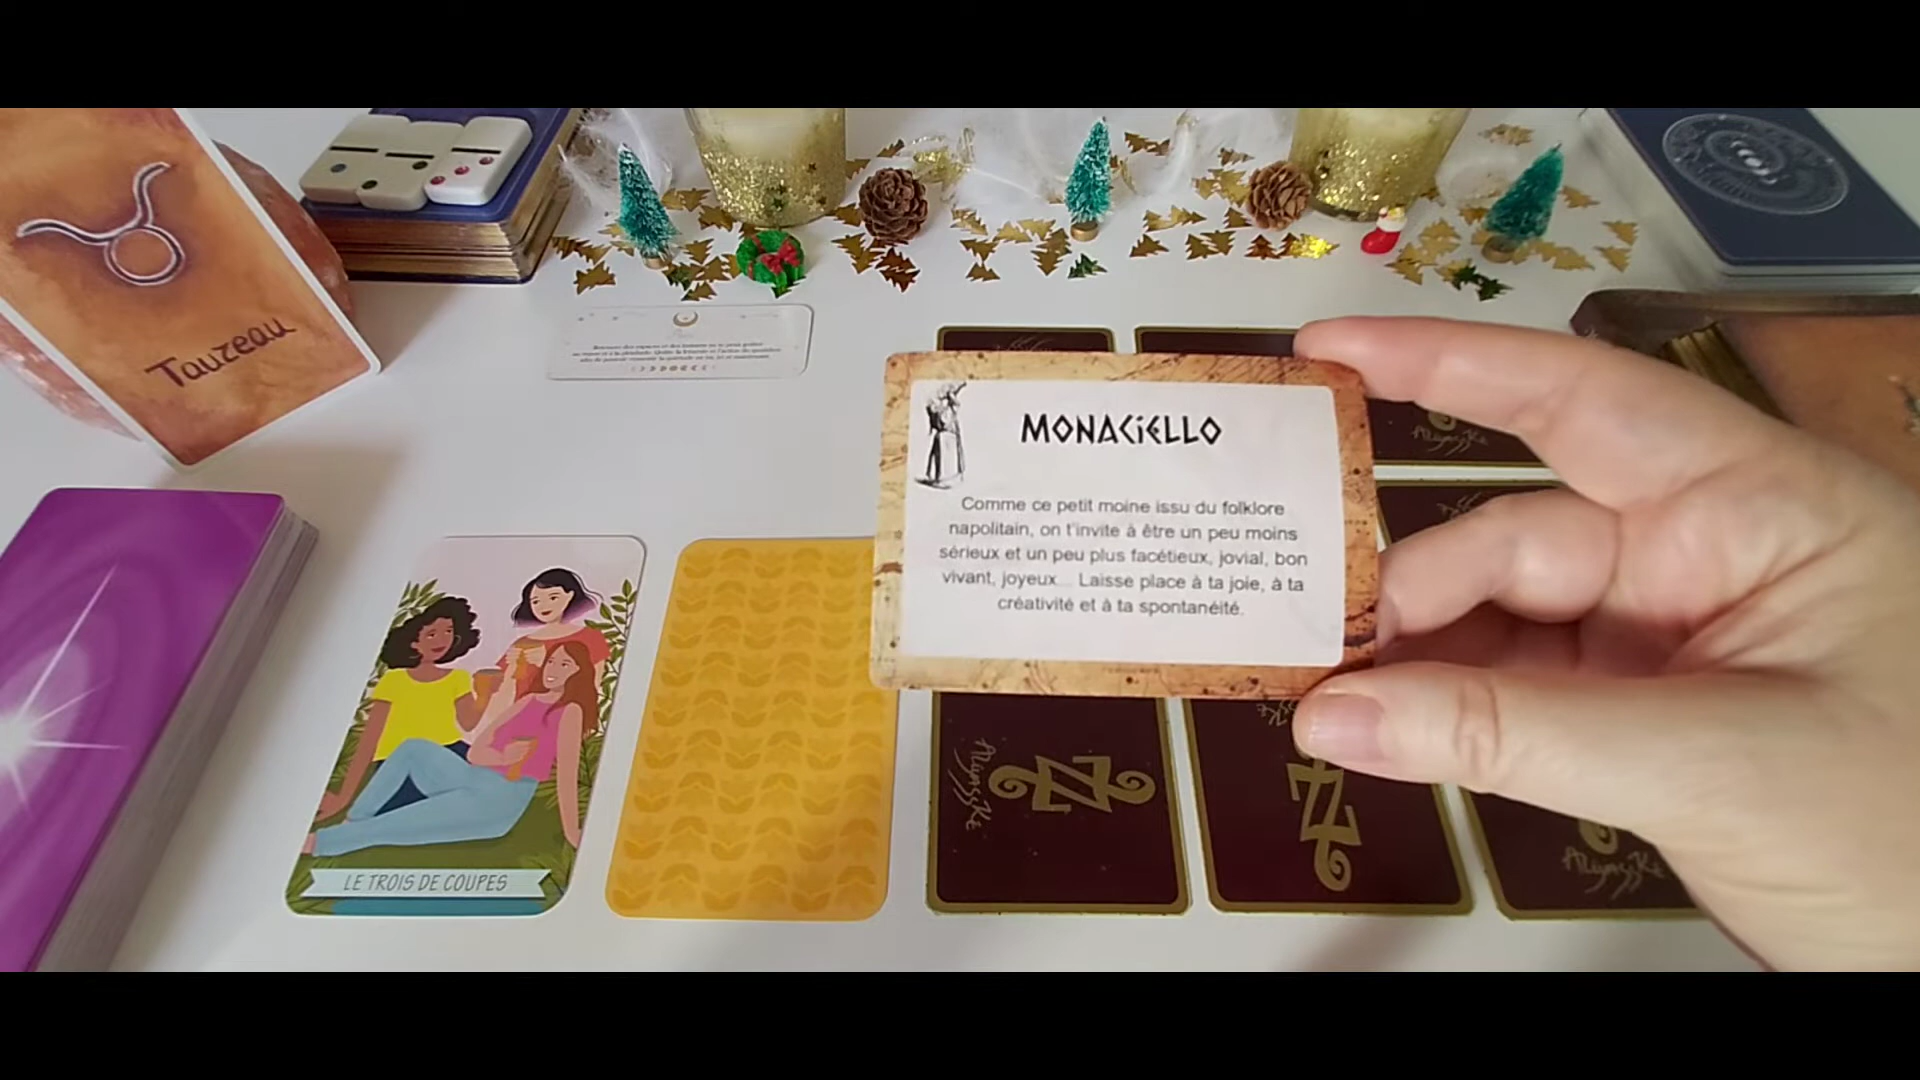 Taureau
MONACiELLO
Comme ce petit moine issu du folklore
napolitain, on t'invite à être un peu moins
sérieux et un peu plus facétieux, jovial, bon
vivant, joyeux... Laisse place à ta joie, à ta
créativité et à ta spontanéité.
LE TROIS DE COUPES